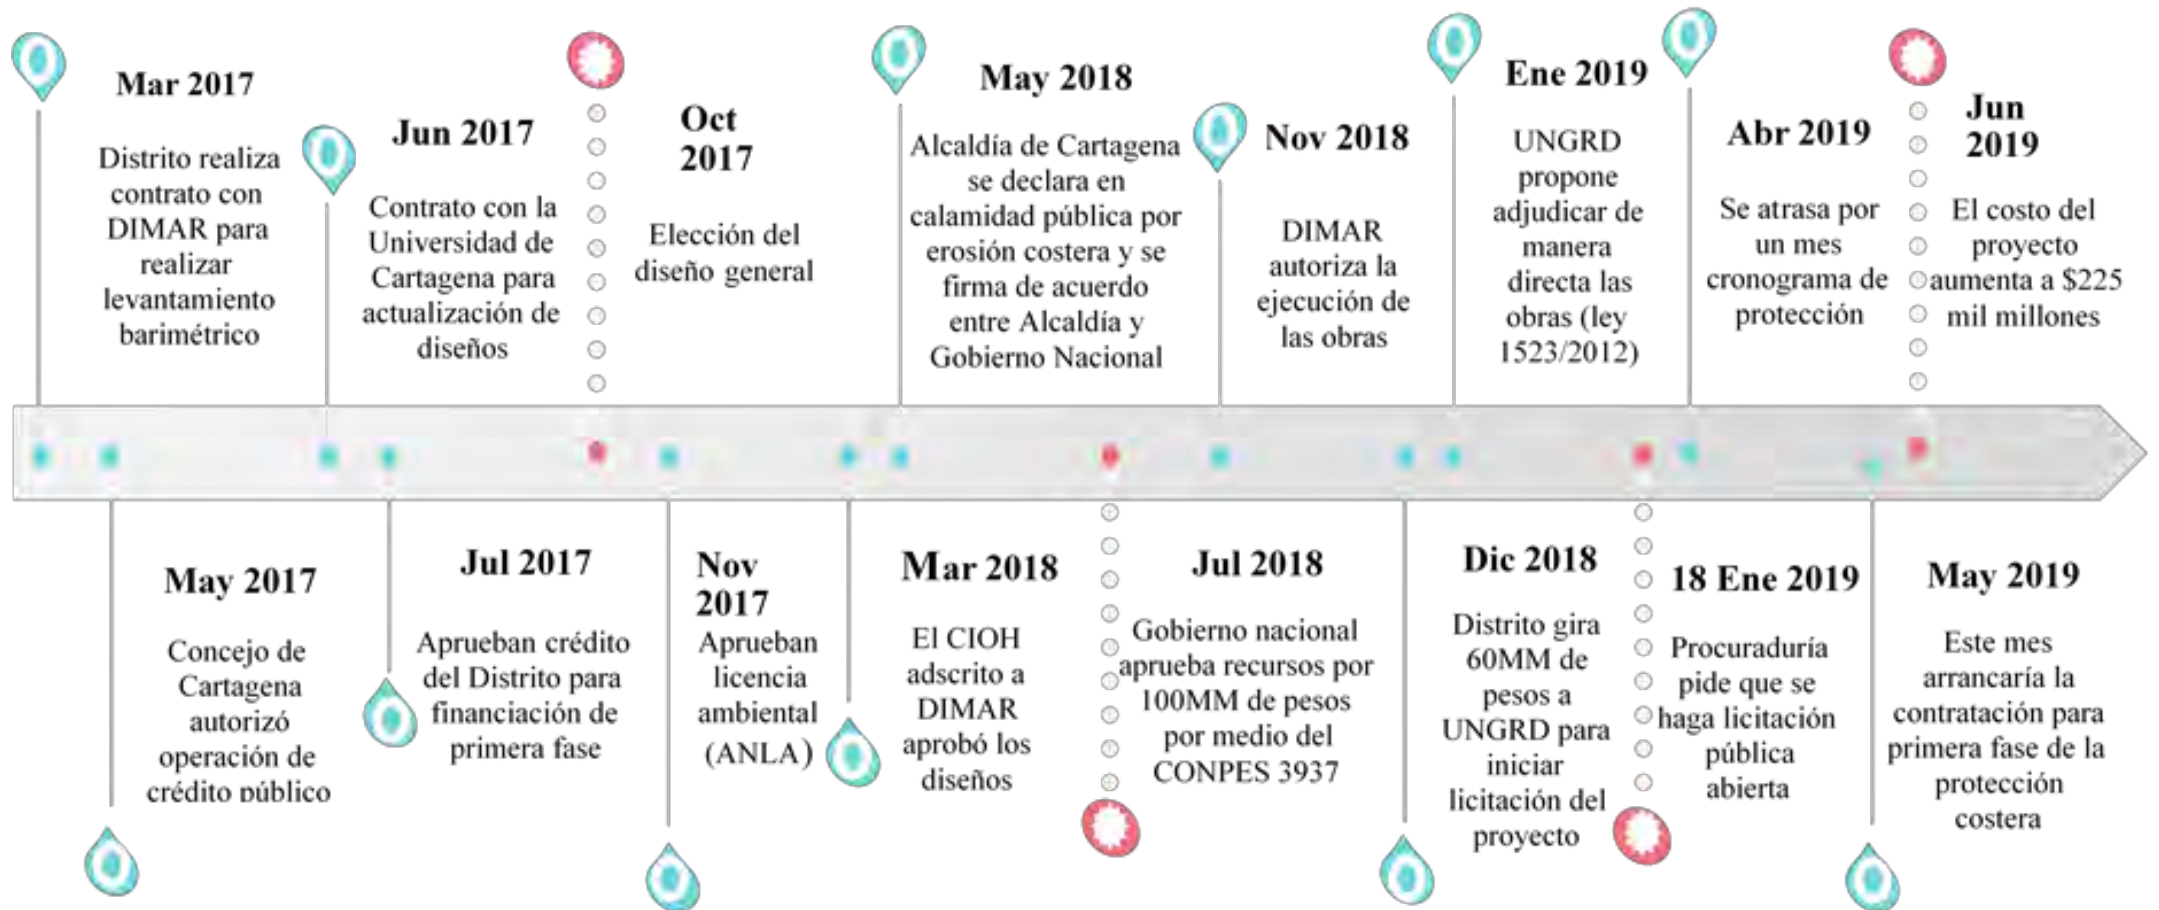 Mar 2017
Distrito realiza
contrato con
DIMAR para
realizar
levantamiento
barimétrico
May 2017
Concejo de
Cartagena
autorizó
operación de
crédito público
Jun 2017
Contrato con la
Universidad de
Cartagena para
actualización de
diseños
Jul 2017
Aprueban crédito
del Distrito para
financiación de
primera fase
Oct
2017
Elección del
diseño general
Nov
2017
Aprueban
licencia
ambiental
(ANLA)
Mar 2018
El CIOH
adscrito a
DIMAR
aprobó los
diseños
May 2018
Alcaldía de Cartagena
se declara en
calamidad pública por
erosión costera y se
firma de acuerdo
entre Alcaldía y
Gobierno Nacional
Jul 2018
Gobierno nacional
aprueba recursos por
100MM de pesos
por medio del
CONPES 3937
Nov 2018
DIMAR
autoriza la
ejecución de
las obras
Dic 2018
Distrito gira
60MM de
pesos a
UNGRD para
iniciar
licitación del
proyecto
Ene 2019
UNGRD
propone
adjudicar de
manera
directa las
obras (ley
1523/2012)
18 Ene 2019
Procuraduría
pide que se
haga licitación
pública
abierta
Abr 2019
Se atrasa por
un mes
cronograma de
protección
May 2019
Este mes
arrancaría la
contratación para
primera fase de la
protección
costera
Jun
2019
El costo del
proyecto
aumenta a $225
mil millones